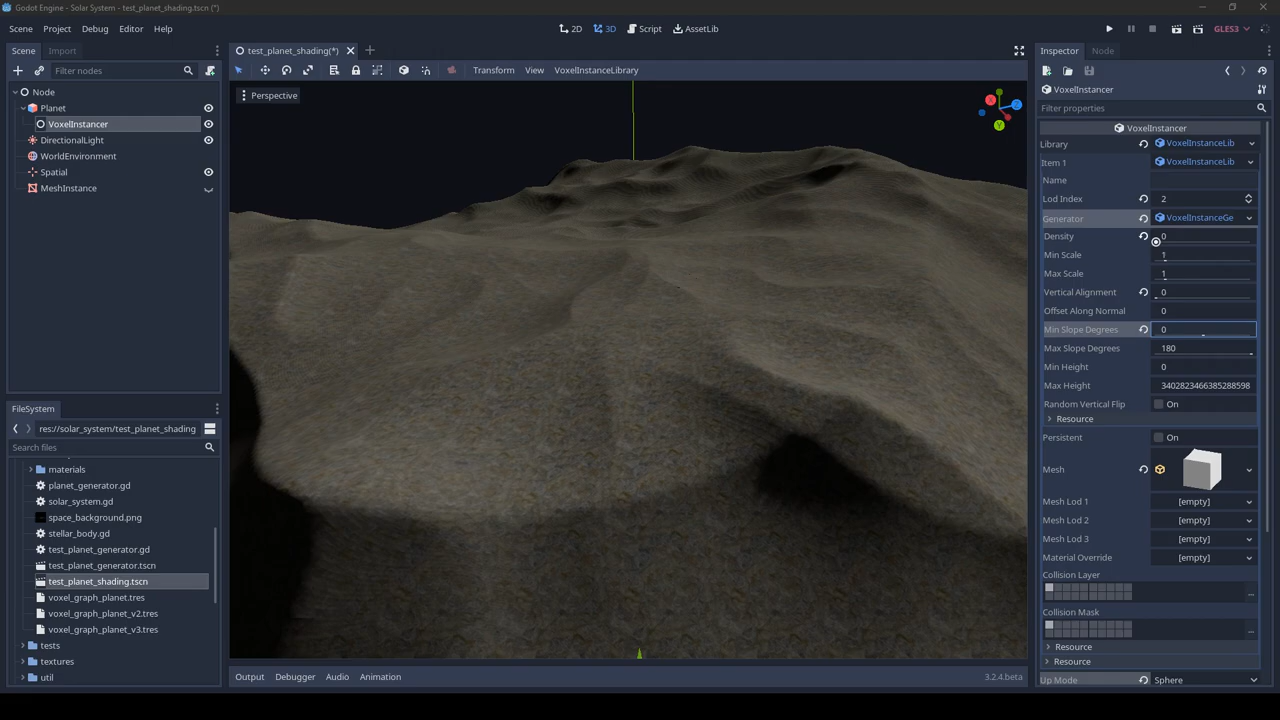 Godot Engine - Solar System - test_planet_shading.tscn (*)
Scene Project Debug Editor Help
2D 3D Script AssetLib
GLES3
Scene Import
Filter nodes
Node
Planet
VoxelInstancer
DirectionalLight
WorldEnvironment
Spatial
MeshInstance
FileSystem
res://solar_system/test_planet_shading
Search files
materials
planet_generator.gd
solar_system.gd
space_background.png
stellar_body.gd
test_planet_generator.gd
test_planet_generator.tscn
test_planet_shading.tscn
voxel_graph_planet.tres
voxel_graph_planet_v2.tres
voxel_graph_planet_v3.tres
tests
textures
util
test_planet_shading(*)
Transform View VoxelInstanceLibrary
Perspective
X
Z
Y
Output Debugger Audio Animation 3.2.4.beta
Inspector Node
VoxelInstancer
Filter properties
VoxelInstancer
Library VoxelInstanceLib
Item 1 VoxelInstanceLib
Name
Lod Index 2
Generator VoxelInstanceGe
Density 0
Min Scale 1
Max Scale 1
Vertical Alignment 0
Offset Along Normal 0
Min Slope Degrees 0
Max Slope Degrees 180
Min Height 0
Max Height 3402823466385288598
Random Vertical Flip On
Resource
Persistent On
Mesh
Mesh Lod 1 [empty]
Mesh Lod 2 [empty]
Mesh Lod 3 [empty]
Material Override [empty]
Collision Layer
...
Collision Mask
...
Resource
Resource
Up Mode Sphere